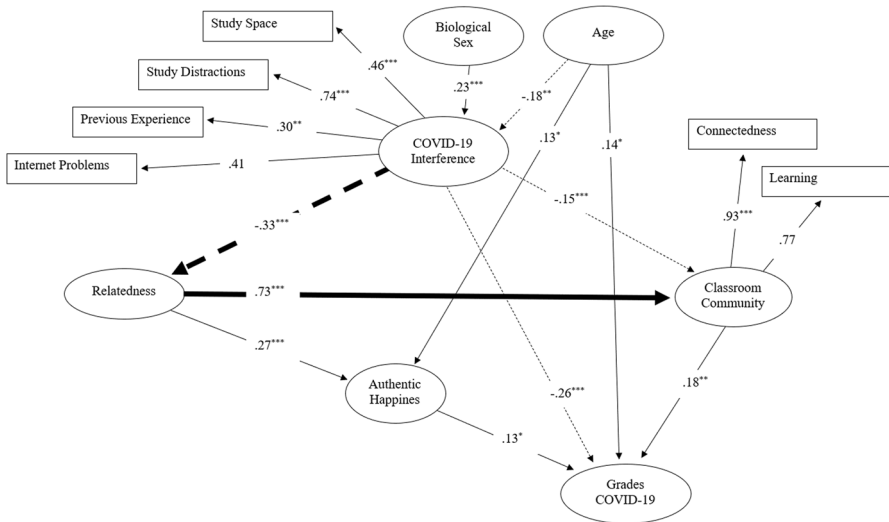 Study Space
Biological
Sex
Age
.46***
Study Distractions
.74***
.23***
-.18**
Previous Experience
.30**
COVID-19
Interference
.13*
.14*
Connectedness
Internet Problems
.41
Learning
-.15***
.93***
.77
-.33***
Relatedness
.73***
Classroom
Community
.27***
Authentic
Happines
-.26***
.18**
.13*
Grades
COVID-19